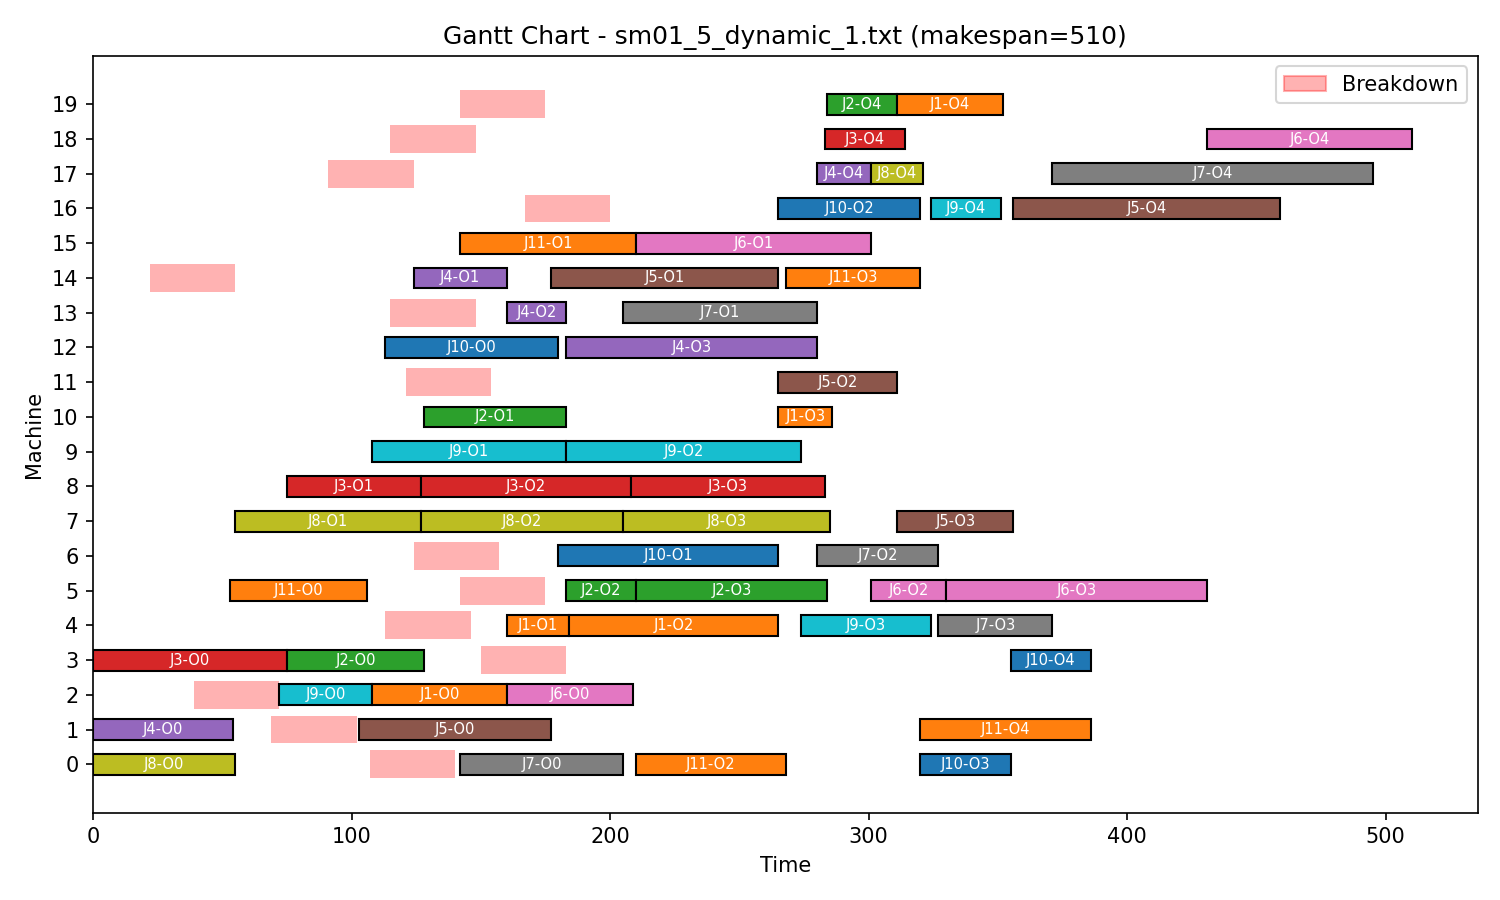 Gantt Chart - sm01_5_dynamic_1.txt (makespan=510)
Breakdown
19 J2-O4 J1-O4
18 J3-O4 J6-O4
17 J4-O4 J8-O4 J7-O4
16 J10-O2 J9-O4 J5-O4
15 J11-O1 J6-O1
14 J4-O1 J5-O1 J11-O3
13 J4-O2 J7-O1
12 J10-O0 J4-O3
11 J5-O2
10 J2-O1 J1-O3
9 J9-O1 J9-O2
8 J3-O1 J3-O2 J3-O3
7 J8-O1 J8-O2 J8-O3 J5-O3
6 J10-O1 J7-O2
5 J11-O0 J2-O2 J2-O3 J6-O2 J6-O3
4 J1-O1 J1-O2 J9-O3 J7-O3
3 J3-O0 J2-O0 J10-O4
2 J9-O0 J1-O0 J6-O0
1 J4-O0 J5-O0 J11-O4
0 J8-O0 J7-O0 J11-O2 J10-O3
Machine
0 100 200 300 400 500
Time